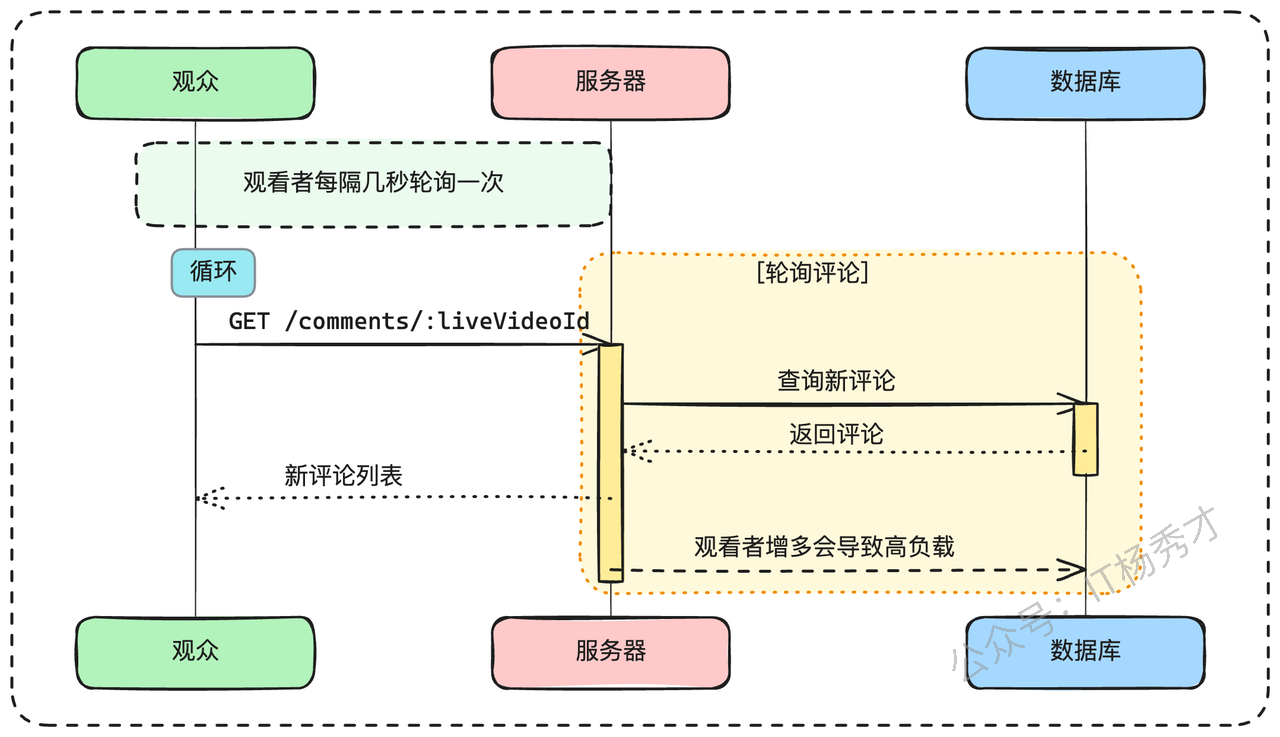 观众
服务器
数据库
观看者每隔几秒轮询一次
循环
[轮询评论]
GET /comments/:liveVideoId
查询新评论
返回评论
新评论列表
观看者增多会导致高负载
观众
服务器
数据库
公众号：IT杨秀才